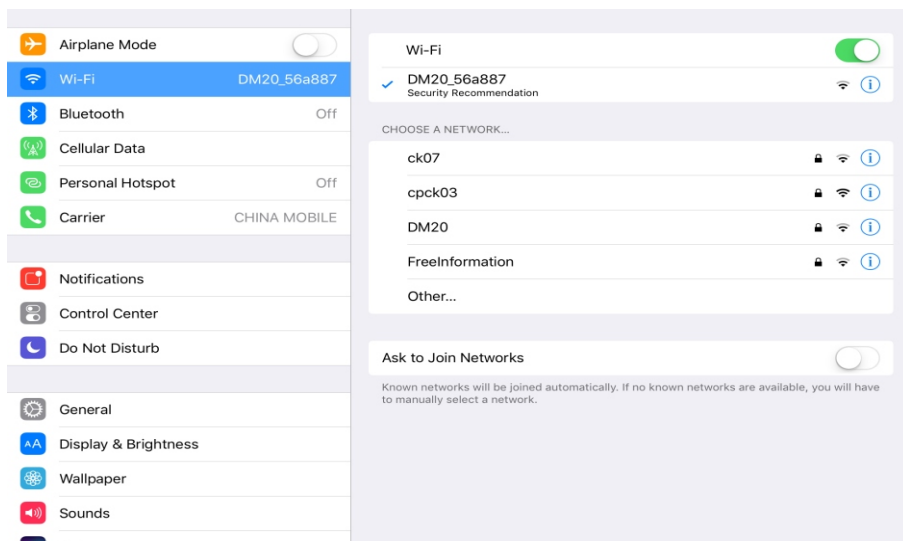 Airplane Mode
Wi-Fi DM20_56a887
Bluetooth Off
Cellular Data
Personal Hotspot Off
Carrier CHINA MOBILE
Notifications
Control Center
Do Not Disturb
General
AA Display & Brightness
Wallpaper
Sounds
Wi-Fi
DM20_56a887
Security Recommendation
CHOOSE A NETWORK...
ck07
cpck03
DM20
FreeInformation
Other...
Ask to Join Networks
Known networks will be joined automatically. If no known networks are available, you will have
to manually select a network.